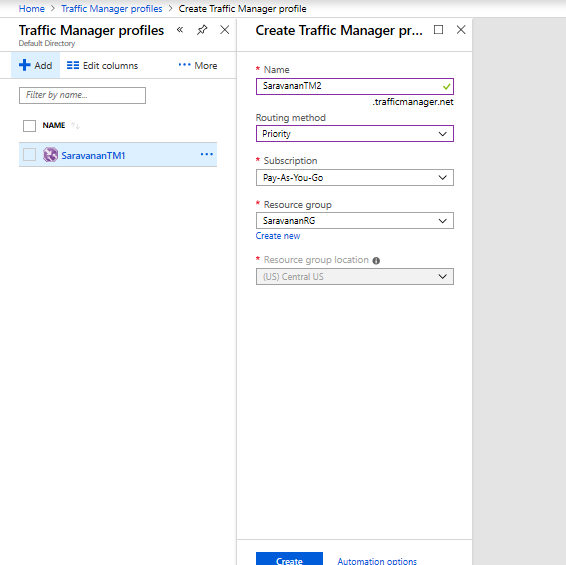 Home > Traffic Manager profiles > Create Traffic Manager profile
Traffic Manager profiles
Default Directory
Add Edit columns ••• More
Filter by name...
NAME
SaravananTM1 •••
Create Traffic Manager pr...
* Name
SaravananTM2
.trafficmanager.net
Routing method
Priority
* Subscription
Pay-As-You-Go
* Resource group
SaravananRG
Create new
* Resource group location
(US) Central US
Create Automation options